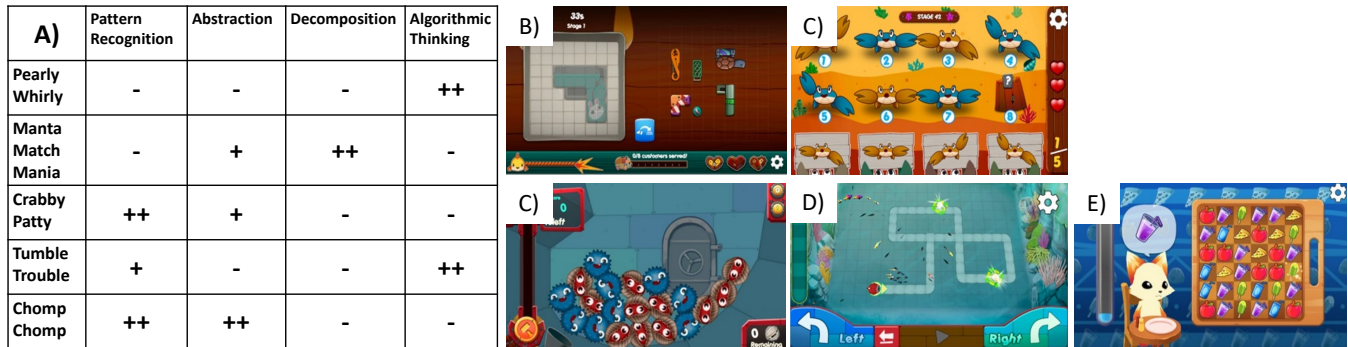 A)
Pattern Recognition
Abstraction
Decomposition
Algorithmic Thinking
Pearly Whirly
-
-
-
++
Manta Match Mania
-
+
++
-
Crabby Patty
++
+
-
-
Tumble Trouble
+
-
-
++
Chomp Chomp
++
++
-
-
B)
33s
Stage 1
0/5 customers served!
C)
STAGE #2
1
2
3
4
5
6
7
?
8
1
5
C)
0
left
0
Remaining
D)
Left
Right
E)